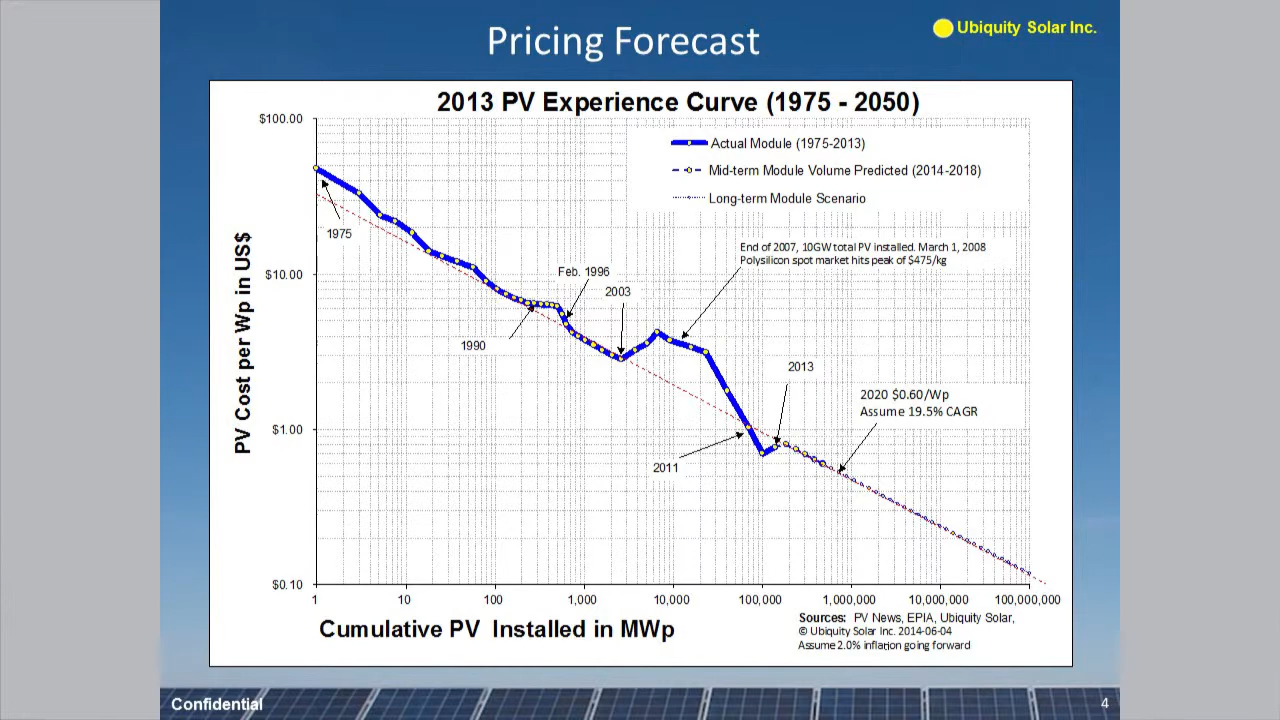 Pricing Forecast
Ubiquity Solar Inc.
2013 PV Experience Curve (1975 - 2050)
$100.00
$10.00
$1.00
$0.10
PV Cost per Wp in US$
Actual Module (1975-2013)
Mid-term Module Volume Predicted (2014-2018)
Long-term Module Scenario
1975
End of 2007, 10GW total PV installed. March 1, 2008
Polysilicon spot market hits peak of $475/kg
Feb. 1996
2003
1990
2013
2020 $0.60/Wp
Assume 19.5% CAGR
2011
1
10
100
1,000
10,000
100,000
1,000,000
10,000,000
100,000,000
Cumulative PV Installed in MWp
Sources: PV News, EPIA, Ubiquity Solar,
© Ubiquity Solar Inc. 2014-06-04
Assume 2.0% inflation going forward
Confidential
4